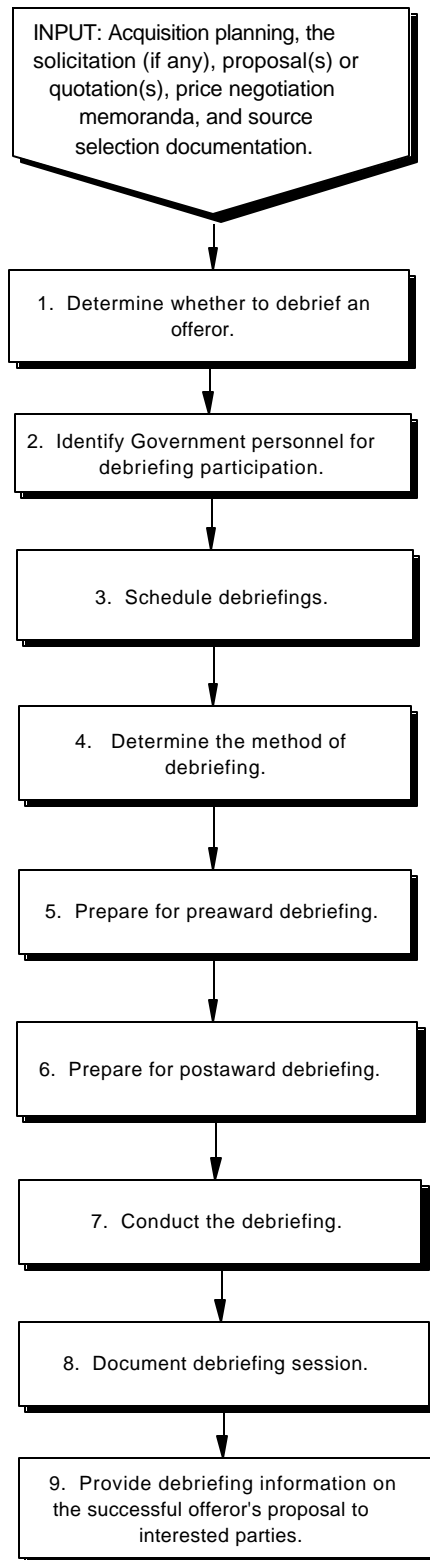 INPUT: Acquisition planning, the
solicitation (if any), proposal(s) or
quotation(s), price negotiation
memoranda, and source
selection documentation.
1. Determine whether to debrief an
offeror.
2. Identify Government personnel for
debriefing participation.
3. Schedule debriefings.
4. Determine the method of
debriefing.
5. Prepare for preaward debriefing.
6. Prepare for postaward debriefing.
7. Conduct the debriefing.
8. Document debriefing session.
9. Provide debriefing information on
the successful offeror's proposal to
interested parties.